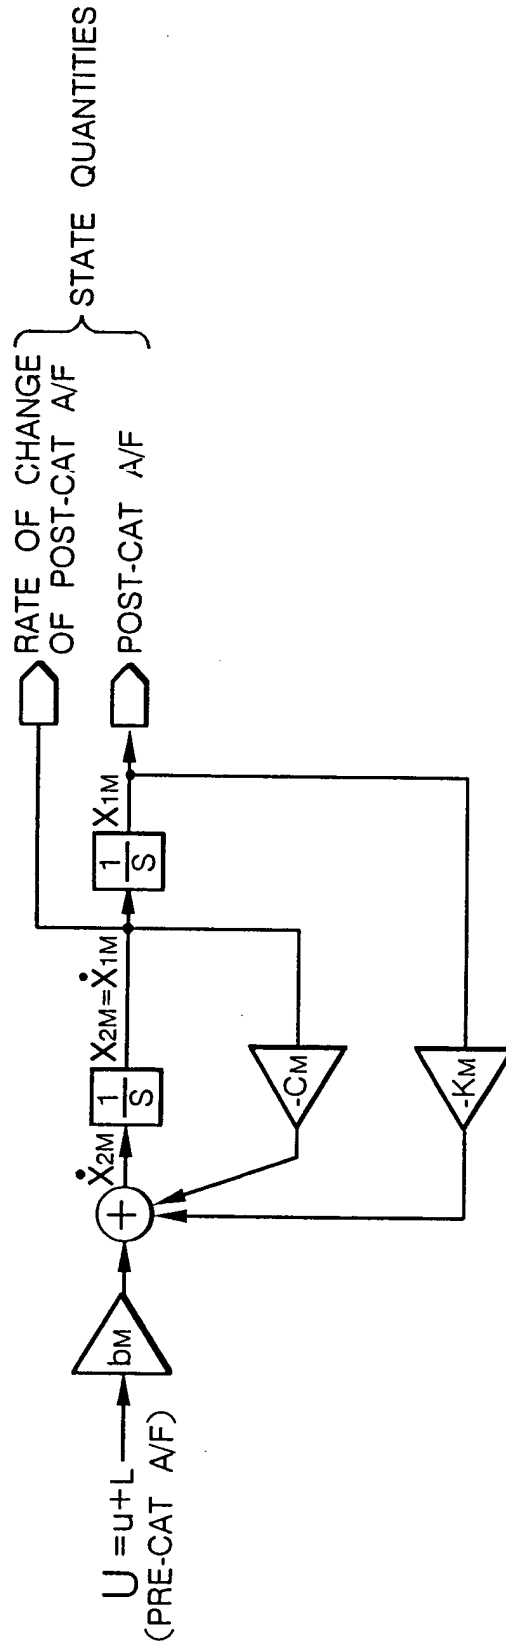 U=u+L
(PRE-CAT A/F)
bM
+
Ẋ2M
1
S
X2M=Ẋ1M
1
S
X1M
-CM
-KM
RATE OF CHANGE
OF POST-CAT A/F
POST-CAT A/F
STATE QUANTITIES